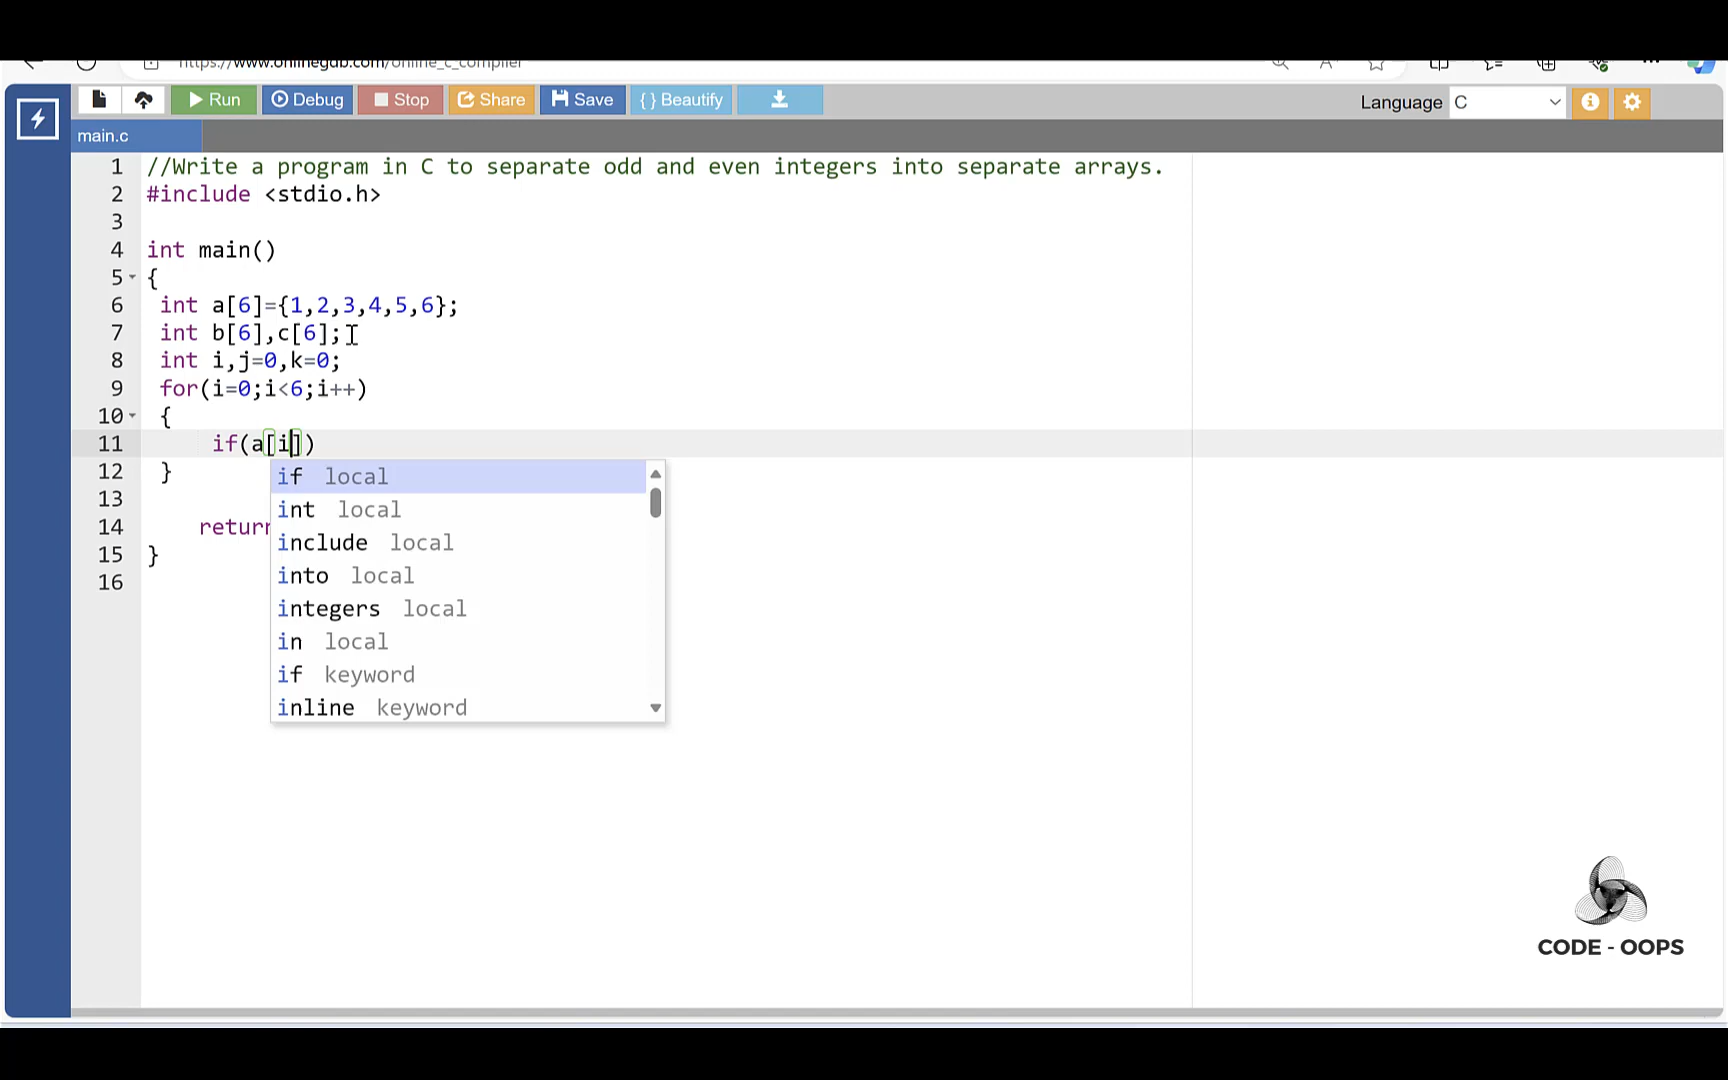 https://www.onlinegdb.com/online_c_compiler
Run Debug Stop Share Save { } Beautify Language C
main.c
1 //Write a program in C to separate odd and even integers into separate arrays.
2 #include <stdio.h>
3
4 int main()
5 {
6 int a[6]={1,2,3,4,5,6};
7 int b[6],c[6];
8 int i,j=0,k=0;
9 for(i=0;i<6;i++)
10 {
11 if(a[i])
12 }
13
14 return
15 }
16
if local
int local
include local
into local
integers local
in local
if keyword
inline keyword
CODE - OOPS